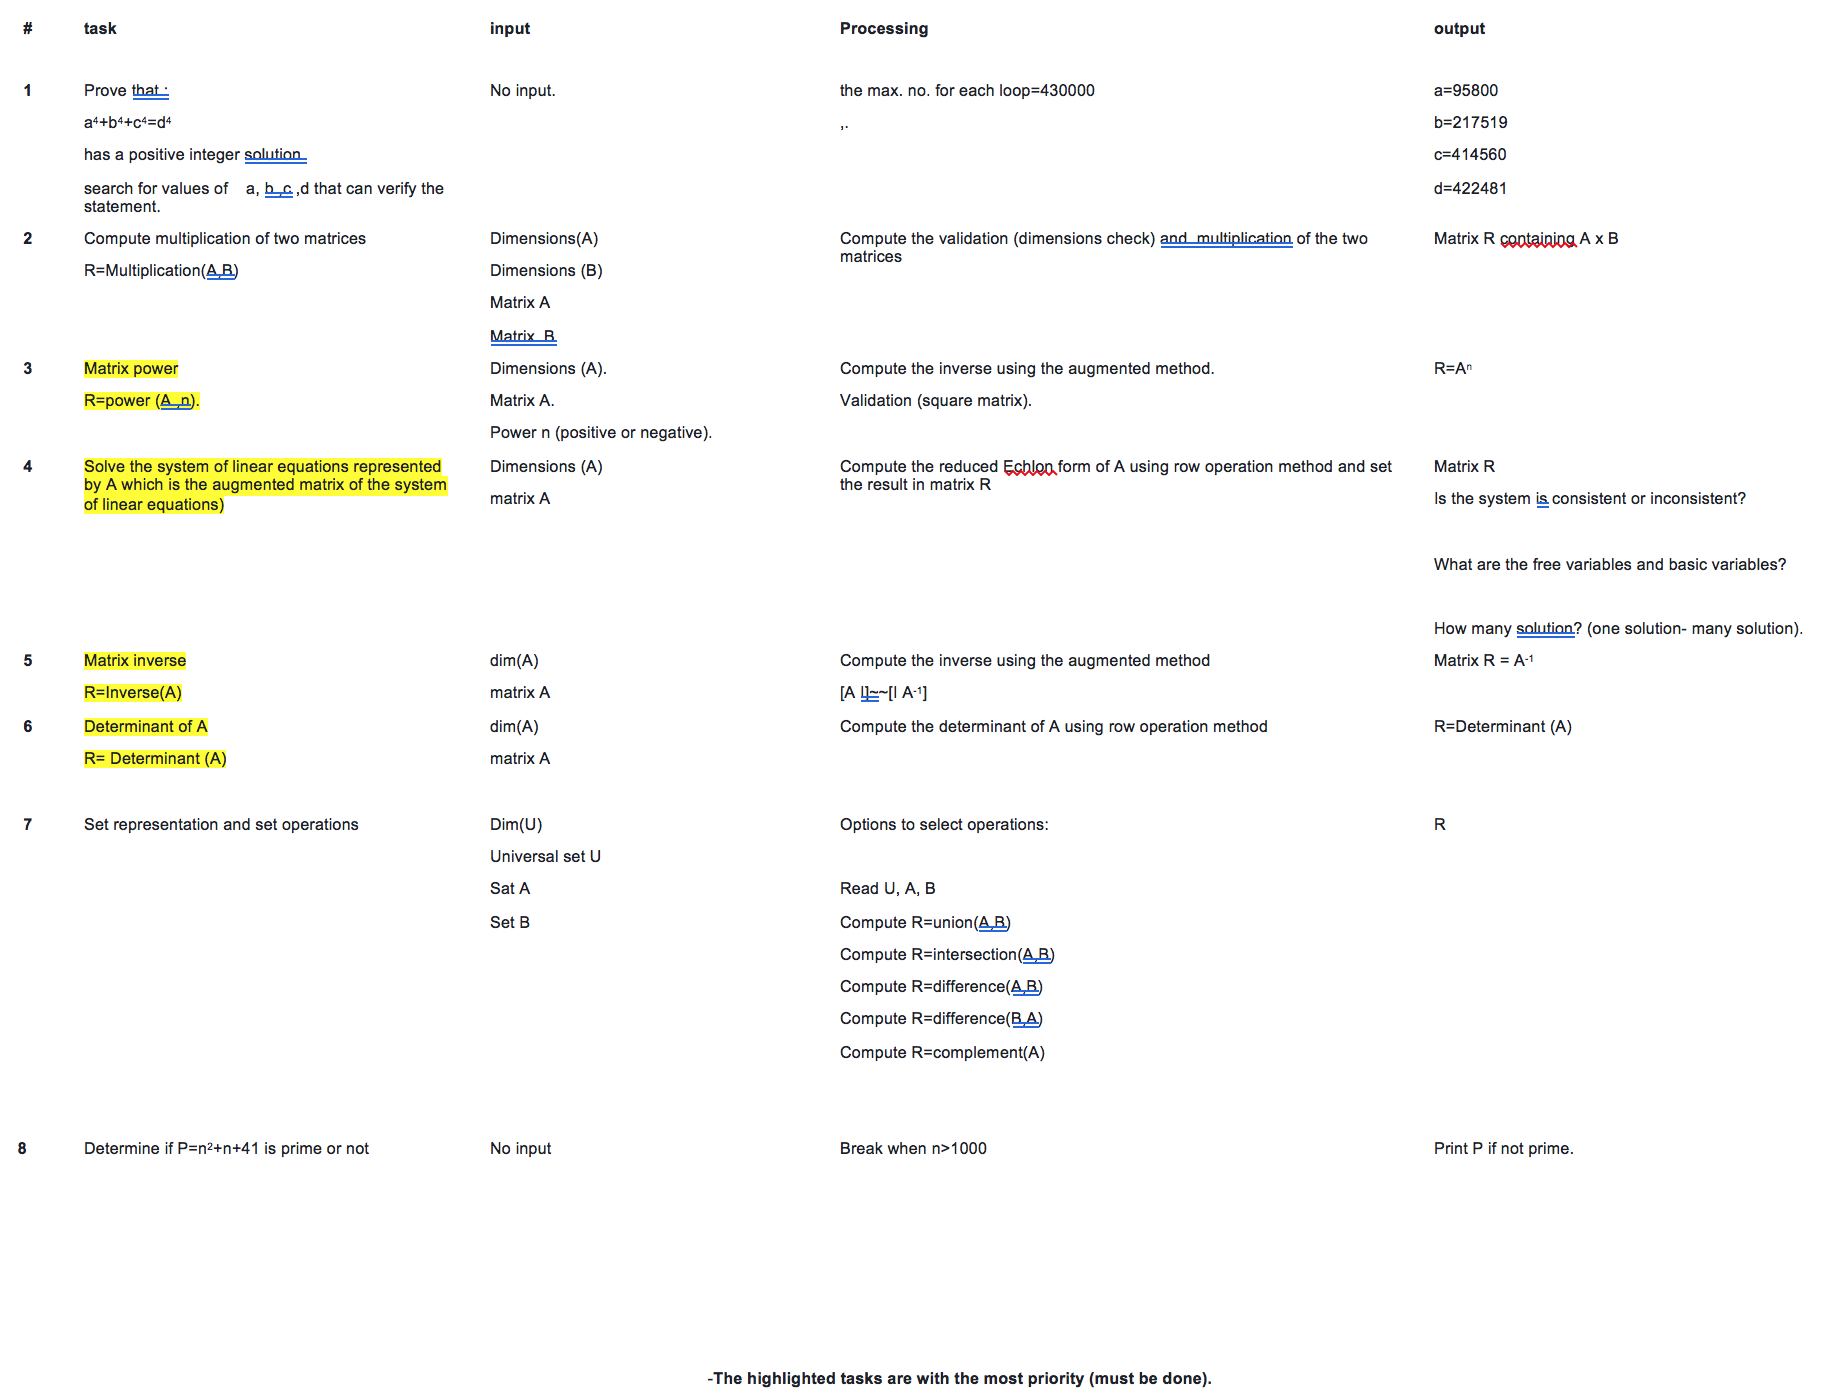 # task input Processing output
1 Prove that : No input. the max. no. for each loop=430000 a=95800
a⁴+b⁴+c⁴=d⁴ ,. b=217519
has a positive integer solution c=414560
search for values of a, b ,c ,d that can verify the d=422481
statement.
2 Compute multiplication of two matrices Dimensions(A) Compute the validation (dimensions check) and multiplication of the two Matrix R containing A x B
matrices
R=Multiplication(A,B) Dimensions (B)
Matrix A
Matrix B
3 Matrix power Dimensions (A). Compute the inverse using the augmented method. R=Aⁿ
R=power (A ,n). Matrix A. Validation (square matrix).
Power n (positive or negative).
4 Solve the system of linear equations represented Dimensions (A) Compute the reduced Echlon form of A using row operation method and set Matrix R
by A which is the augmented matrix of the system the result in matrix R
of linear equations) matrix A Is the system is consistent or inconsistent?
What are the free variables and basic variables?
How many solution? (one solution- many solution).
5 Matrix inverse dim(A) Compute the inverse using the augmented method Matrix R = A⁻¹
R=Inverse(A) matrix A [A I]~~[I A⁻¹]
6 Determinant of A dim(A) Compute the determinant of A using row operation method R=Determinant (A)
R= Determinant (A) matrix A
7 Set representation and set operations Dim(U) Options to select operations: R
Universal set U
Sat A Read U, A, B
Set B Compute R=union(A,B)
Compute R=intersection(A,B)
Compute R=difference(A,B)
Compute R=difference(B,A)
Compute R=complement(A)
8 Determine if P=n²+n+41 is prime or not No input Break when n>1000 Print P if not prime.
-The highlighted tasks are with the most priority (must be done).